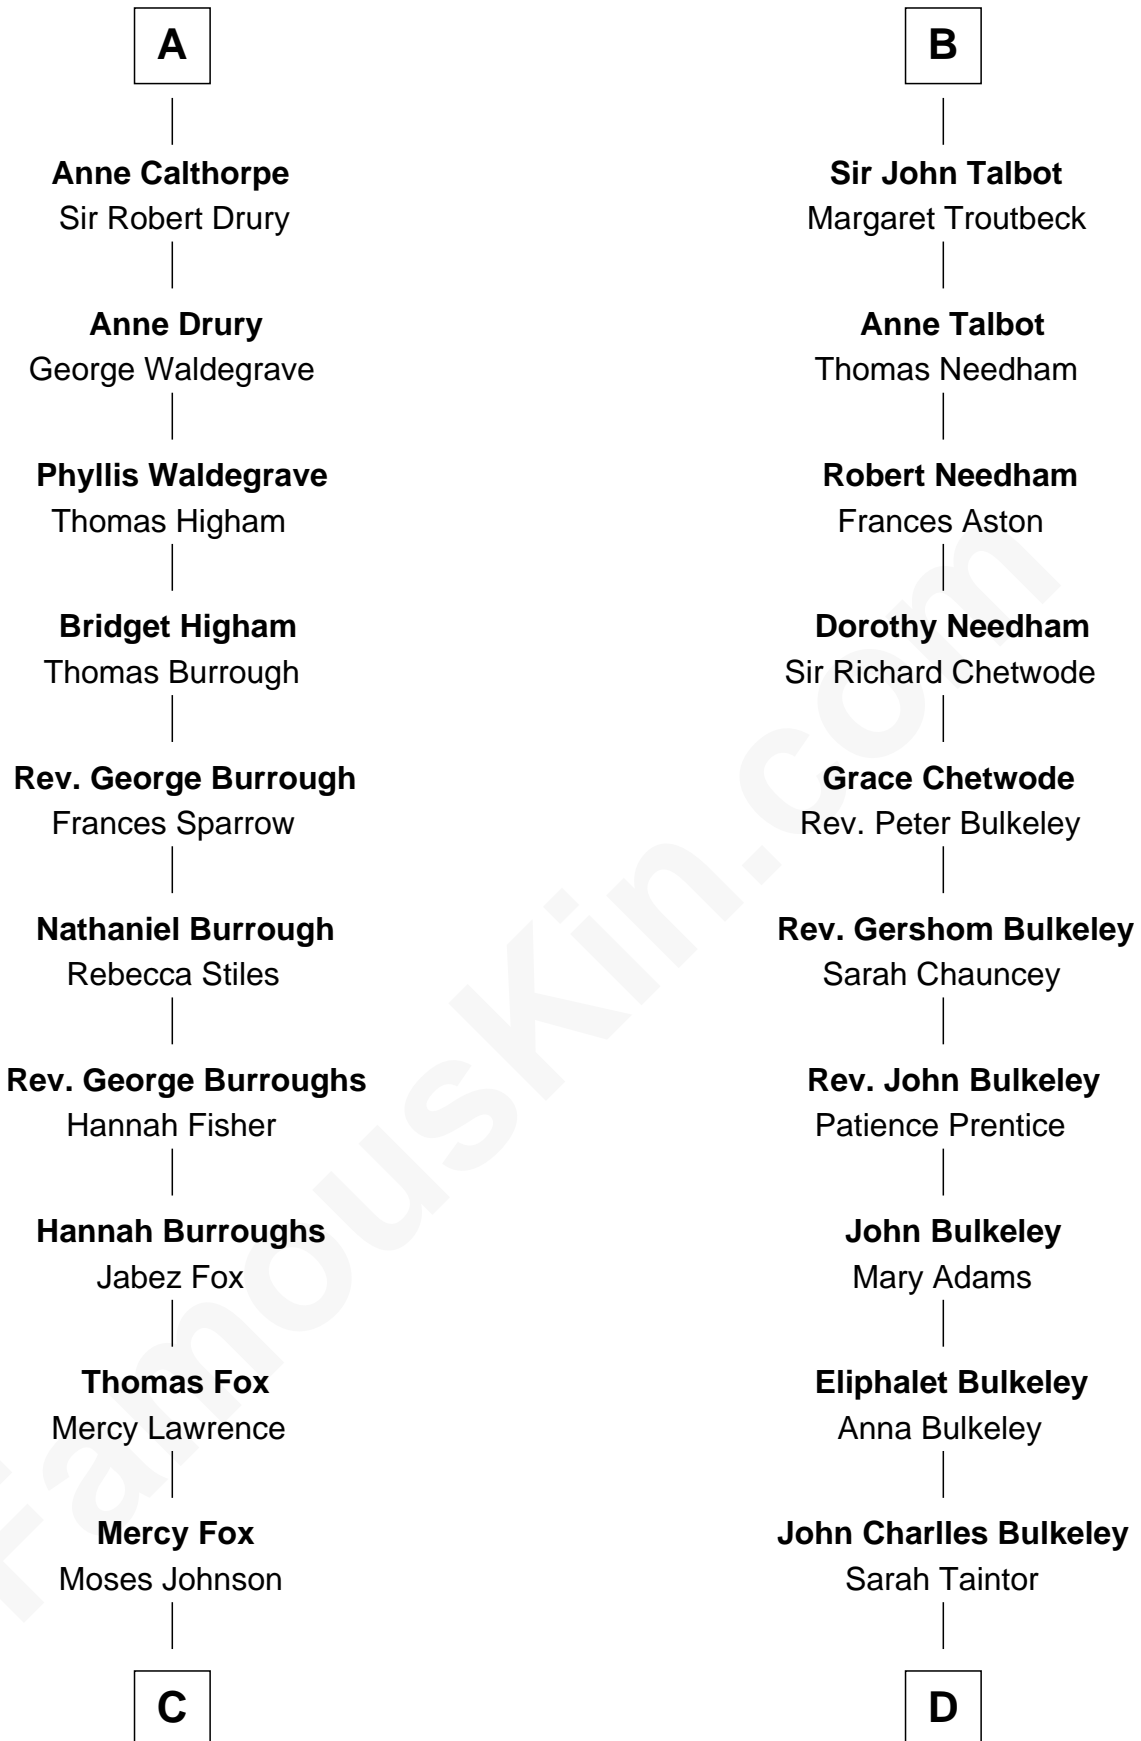 A
Anne Calthorpe
Sir Robert Drury
Anne Drury
George Waldegrave
Phyllis Waldegrave
Thomas Higham
Bridget Higham
Thomas Burrough
Rev. George Burrough
Frances Sparrow
Nathaniel Burrough
Rebecca Stiles
Rev. George Burroughs
Hannah Fisher
Hannah Burroughs
Jabez Fox
Thomas Fox
Mercy Lawrence
Mercy Fox
Moses Johnson
C
B
Sir John Talbot
Margaret Troutbeck
Anne Talbot
Thomas Needham
Robert Needham
Frances Aston
Dorothy Needham
Sir Richard Chetwode
Grace Chetwode
Rev. Peter Bulkeley
Rev. Gershom Bulkeley
Sarah Chauncey
Rev. John Bulkeley
Patience Prentice
John Bulkeley
Mary Adams
Eliphalet Bulkeley
Anna Bulkeley
John Charlles Bulkeley
Sarah Taintor
D
FamousKin.com